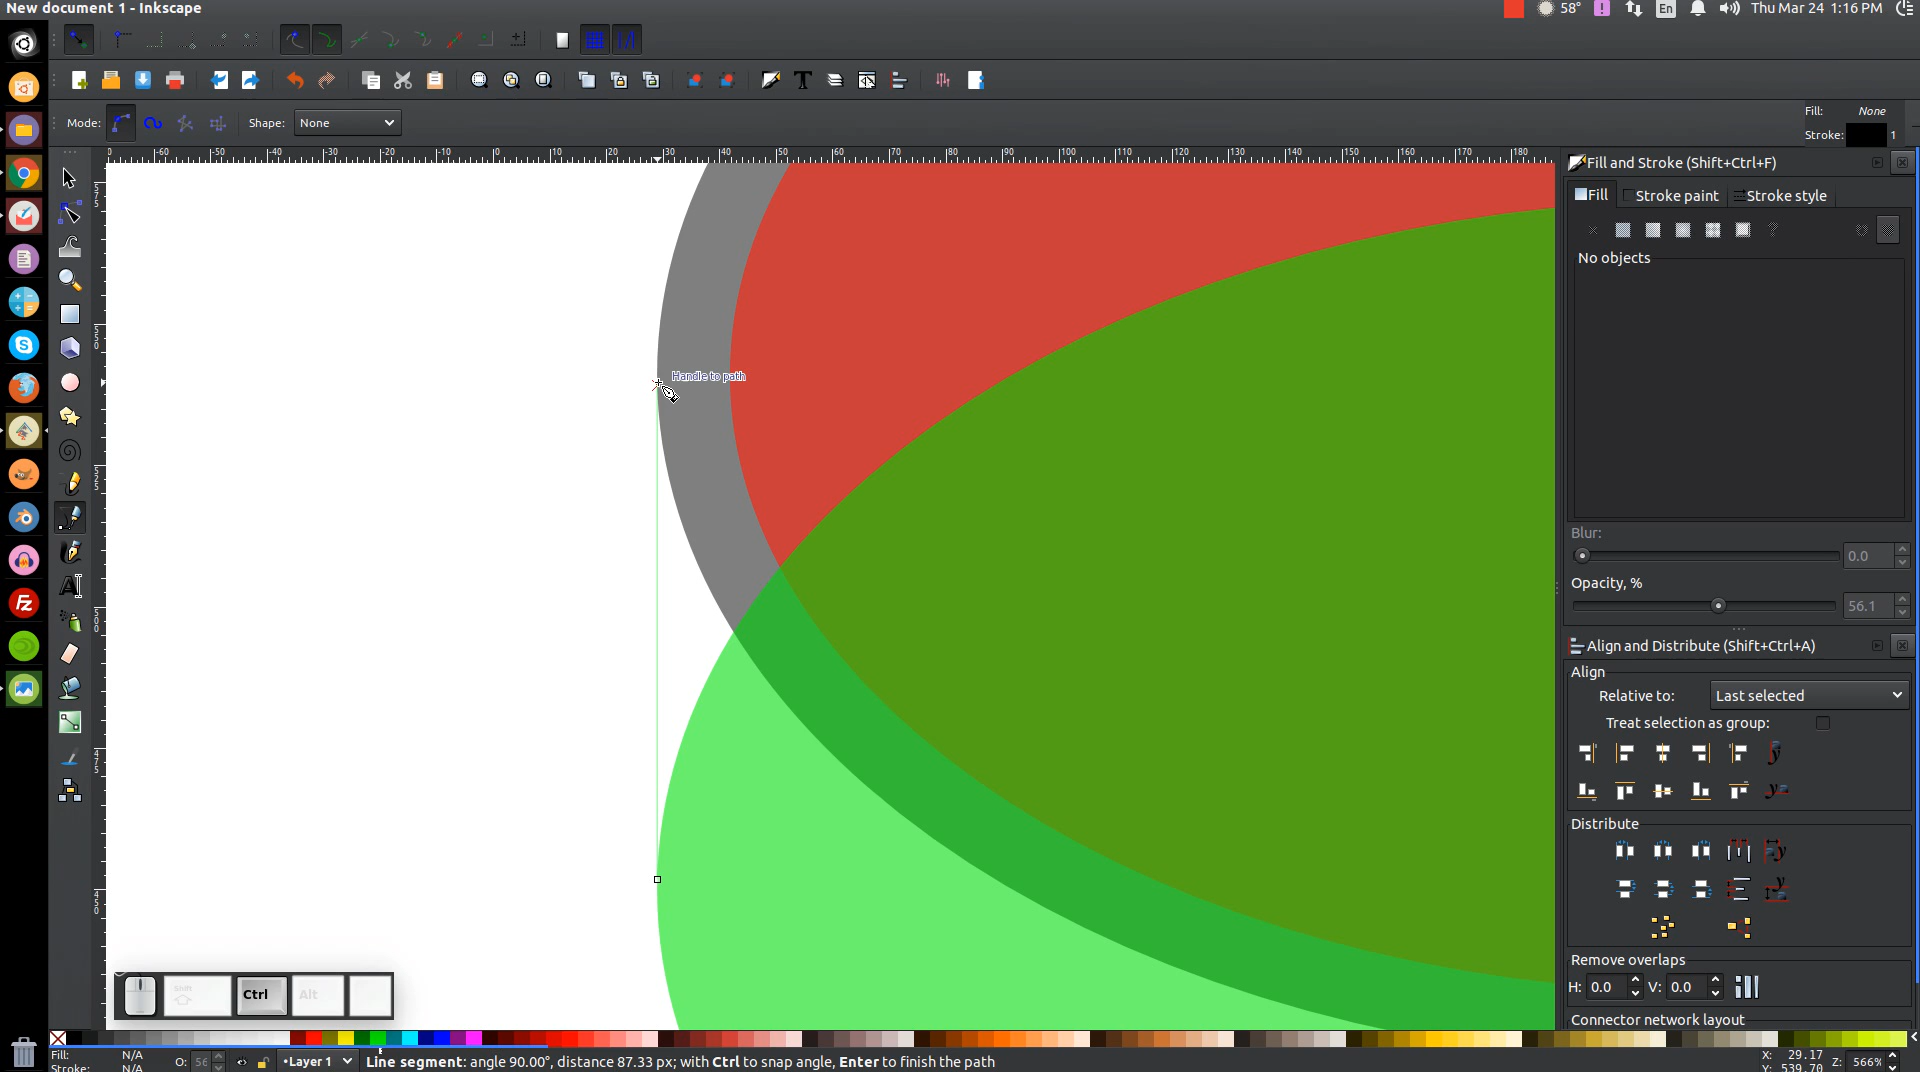 New document 1 - Inkscape
58°
En
Thu Mar 24 1:16 PM
Mode:
Shape:
None
Fill: None
Stroke: 1
Fill and Stroke (Shift+Ctrl+F)
Fill
Stroke paint
Stroke style
No objects
Handle to path
Blur:
0.0
Opacity, %
56.1
Align and Distribute (Shift+Ctrl+A)
Align
Relative to: Last selected
Treat selection as group:
Distribute
Remove overlaps
H: 0.0 V: 0.0
Connector network layout
Shift
Ctrl
Alt
Fill: N/A
Stroke: N/A
O: 56
•Layer 1
Line segment: angle 90.00°, distance 87.33 px; with Ctrl to snap angle, Enter to finish the path
X: 29.17
Y: 539.70
Z: 566%